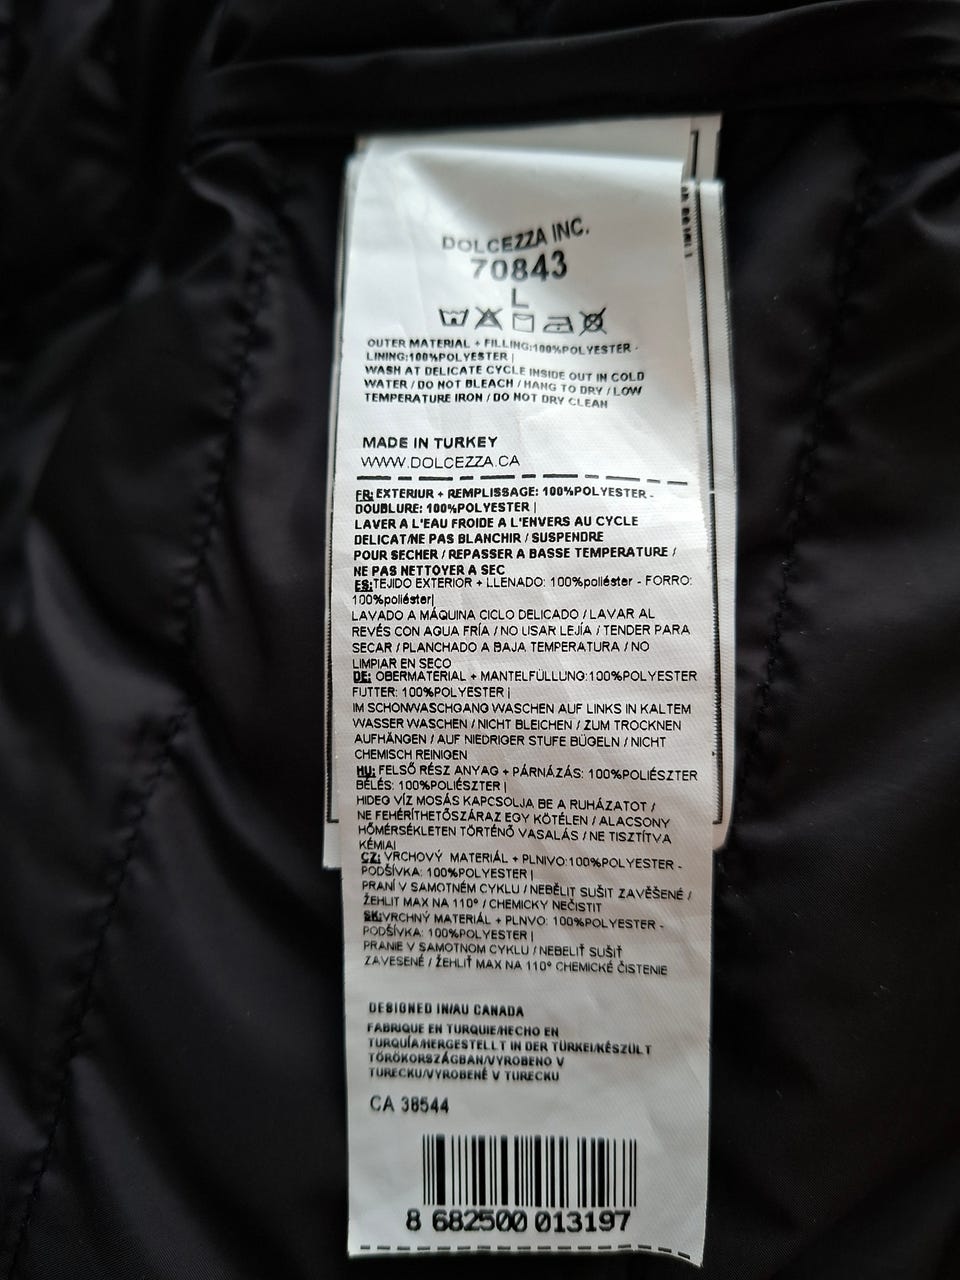 DOLCEZZA INC.
70843
L
OUTER MATERIAL + FILLING:100%POLYESTER -
LINING:100%POLYESTER |
WASH AT DELICATE CYCLE INSIDE OUT IN COLD
WATER / DO NOT BLEACH / HANG TO DRY / LOW
TEMPERATURE IRON / DO NOT DRY CLEAN
MADE IN TURKEY
WWW.DOLCEZZA.CA
FR: EXTERIUR + REMPLISSAGE: 100%POLYESTER -
DOUBLURE: 100%POLYESTER |
LAVER A L'EAU FROIDE A L'ENVERS AU CYCLE
DELICAT/NE PAS BLANCHIR / SUSPENDRE
POUR SECHER / REPASSER A BASSE TEMPERATURE /
NE PAS NETTOYER A SEC
ES:TEJIDO EXTERIOR + LLENADO: 100%poliéster - FORRO:
100%poliéster|
LAVADO A MÁQUINA CICLO DELICADO / LAVAR AL
REVÉS CON AGUA FRÍA / NO USAR LEJÍA / TENDER PARA
SECAR / PLANCHADO A BAJA TEMPERATURA / NO
LIMPIAR EN SECO
DE: OBERMATERIAL + MANTELFÜLLUNG:100%POLYESTER
FUTTER: 100%POLYESTER |
IM SCHONWASCHGANG WASCHEN AUF LINKS IN KALTEM
WASSER WASCHEN / NICHT BLEICHEN / ZUM TROCKNEN
AUFHÄNGEN / AUF NIEDRIGER STUFE BÜGELN / NICHT
CHEMISCH REINIGEN
HU: FELSŐ RÉSZ ANYAG + PÁRNÁZÁS: 100%POLIÉSZTER
BÉLÉS: 100%POLIÉSZTER |
HIDEG VÍZ MOSÁS KAPCSOLJA BE A RUHÁZATOT /
NE FEHÉRÍTHETŐSZÁRAZ EGY KÖTÉLEN / ALACSONY
HŐMÉRSÉKLETEN TÖRTÉNŐ VASALÁS / NE TISZTÍTVA
KÉMIAI
CZ: VRCHOVÝ MATERIÁL + PLNIVO:100%POLYESTER -
PODŠÍVKA: 100%POLYESTER |
PRANÍ V SAMOTNÉM CYKLU / NEBĚLIT SUŠIT ZAVĚŠENÉ /
ŽEHLIT MAX NA 110° / CHEMICKY NEČISTIT
SK:VRCHNÝ MATERIÁL + PLNVO: 100%POLYESTER -
PODŠÍVKA: 100%POLYESTER |
PRANIE V SAMOTNOM CYKLU / NEBELIŤ SUŠIŤ
ZAVESENÉ / ŽEHLIŤ MAX NA 110° CHEMICKÉ ČISTENIE
DESIGNED IN/AU CANADA
FABRIQUE EN TURQUIE/HECHO EN
TURQUÍA/HERGESTELLT IN DER TÜRKEI/KÉSZÜLT
TÖRÖKORSZÁGBAN/VYROBENO V
TURECKU/VYROBENÉ V TURECKU
CA 38544
8 682500 013197